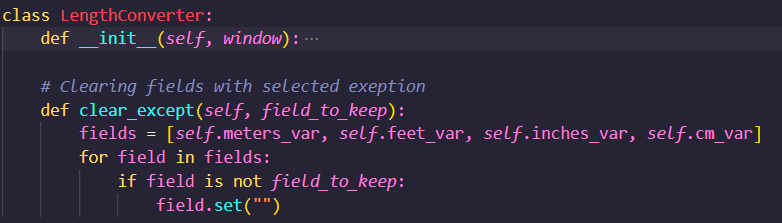 class LengthConverter:
    def __init__(self, window): ...

    # Clearing fields with selected exeption
    def clear_except(self, field_to_keep):
        fields = [self.meters_var, self.feet_var, self.inches_var, self.cm_var]
        for field in fields:
            if field is not field_to_keep:
                field.set("")